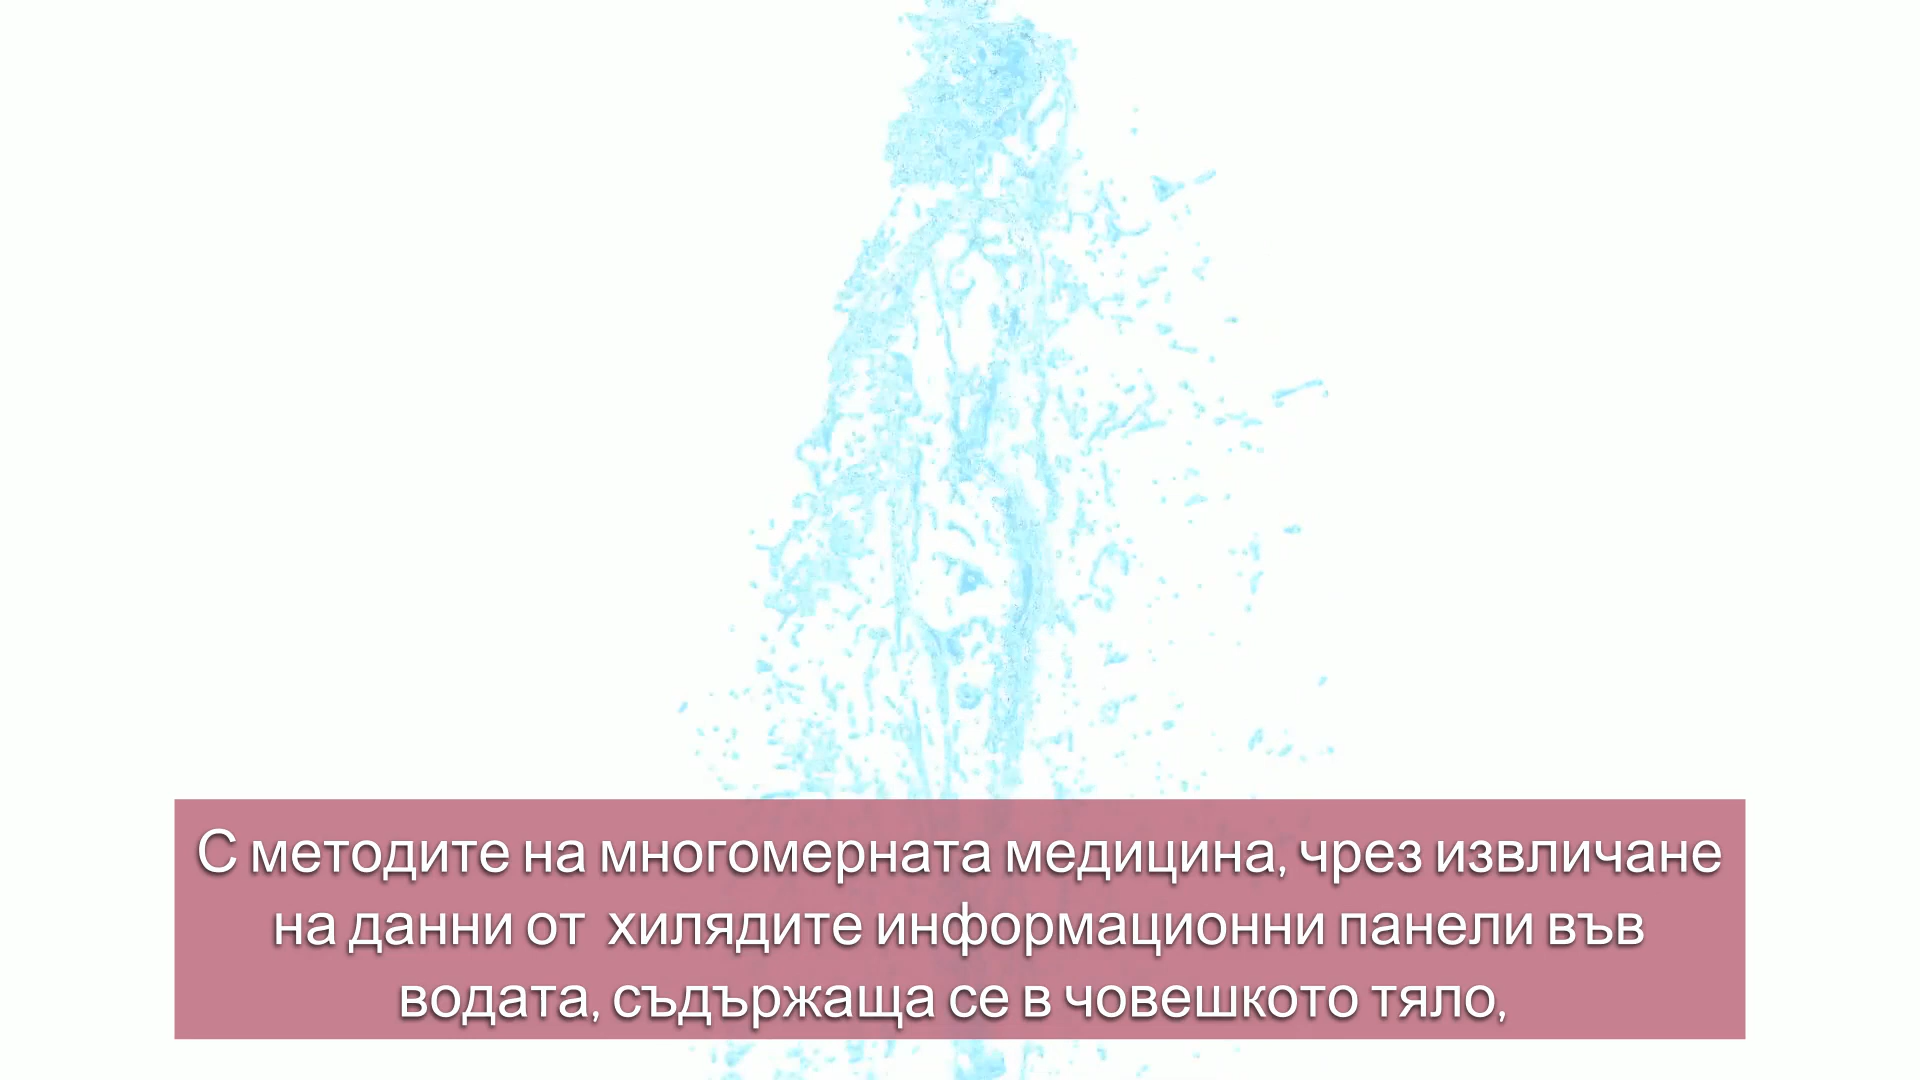 С методите на многомерната медицина, чрез извличане
на данни от  хилядите информационни панели във
водата, съдържаща се в човешкото тяло,